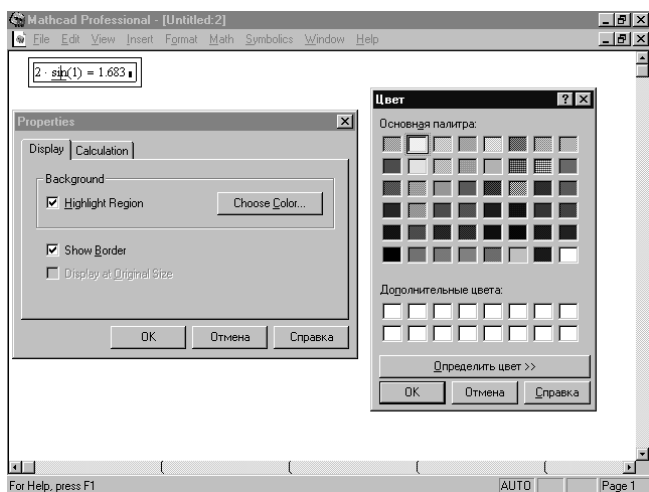 Mathcad Professional - [Untitled:2]
File Edit View Insert Format Math Symbolics Window Help
2 · sin(1) = 1.683
Properties
Display Calculation
Background
Highlight Region
Choose Color...
Show Border
Display at Original Size
OK Отмена Справка
Цвет
Основная палитра:
Дополнительные цвета:
Определить цвет >>
OK Отмена Справка
For Help, press F1
AUTO
Page 1